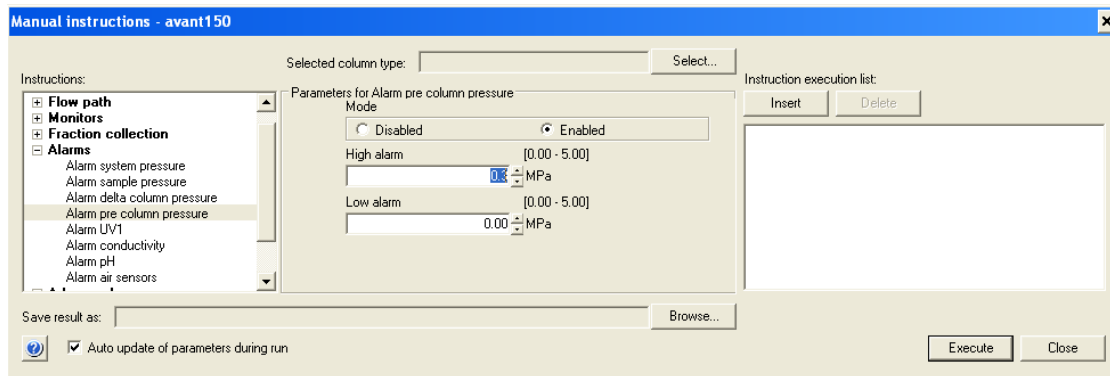 Manual instructions - avant150
Selected column type:
Select...
Instructions:
Flow path
Monitors
Fraction collection
Alarms
Alarm system pressure
Alarm sample pressure
Alarm delta column pressure
Alarm pre column pressure
Alarm UV1
Alarm conductivity
Alarm pH
Alarm air sensors
Parameters for Alarm pre column pressure
Mode
Disabled Enabled
High alarm [0.00 - 5.00]
0.3 MPa
Low alarm [0.00 - 5.00]
0.00 MPa
Instruction execution list:
Insert Delete
Save result as:
Browse...
Auto update of parameters during run
Execute Close